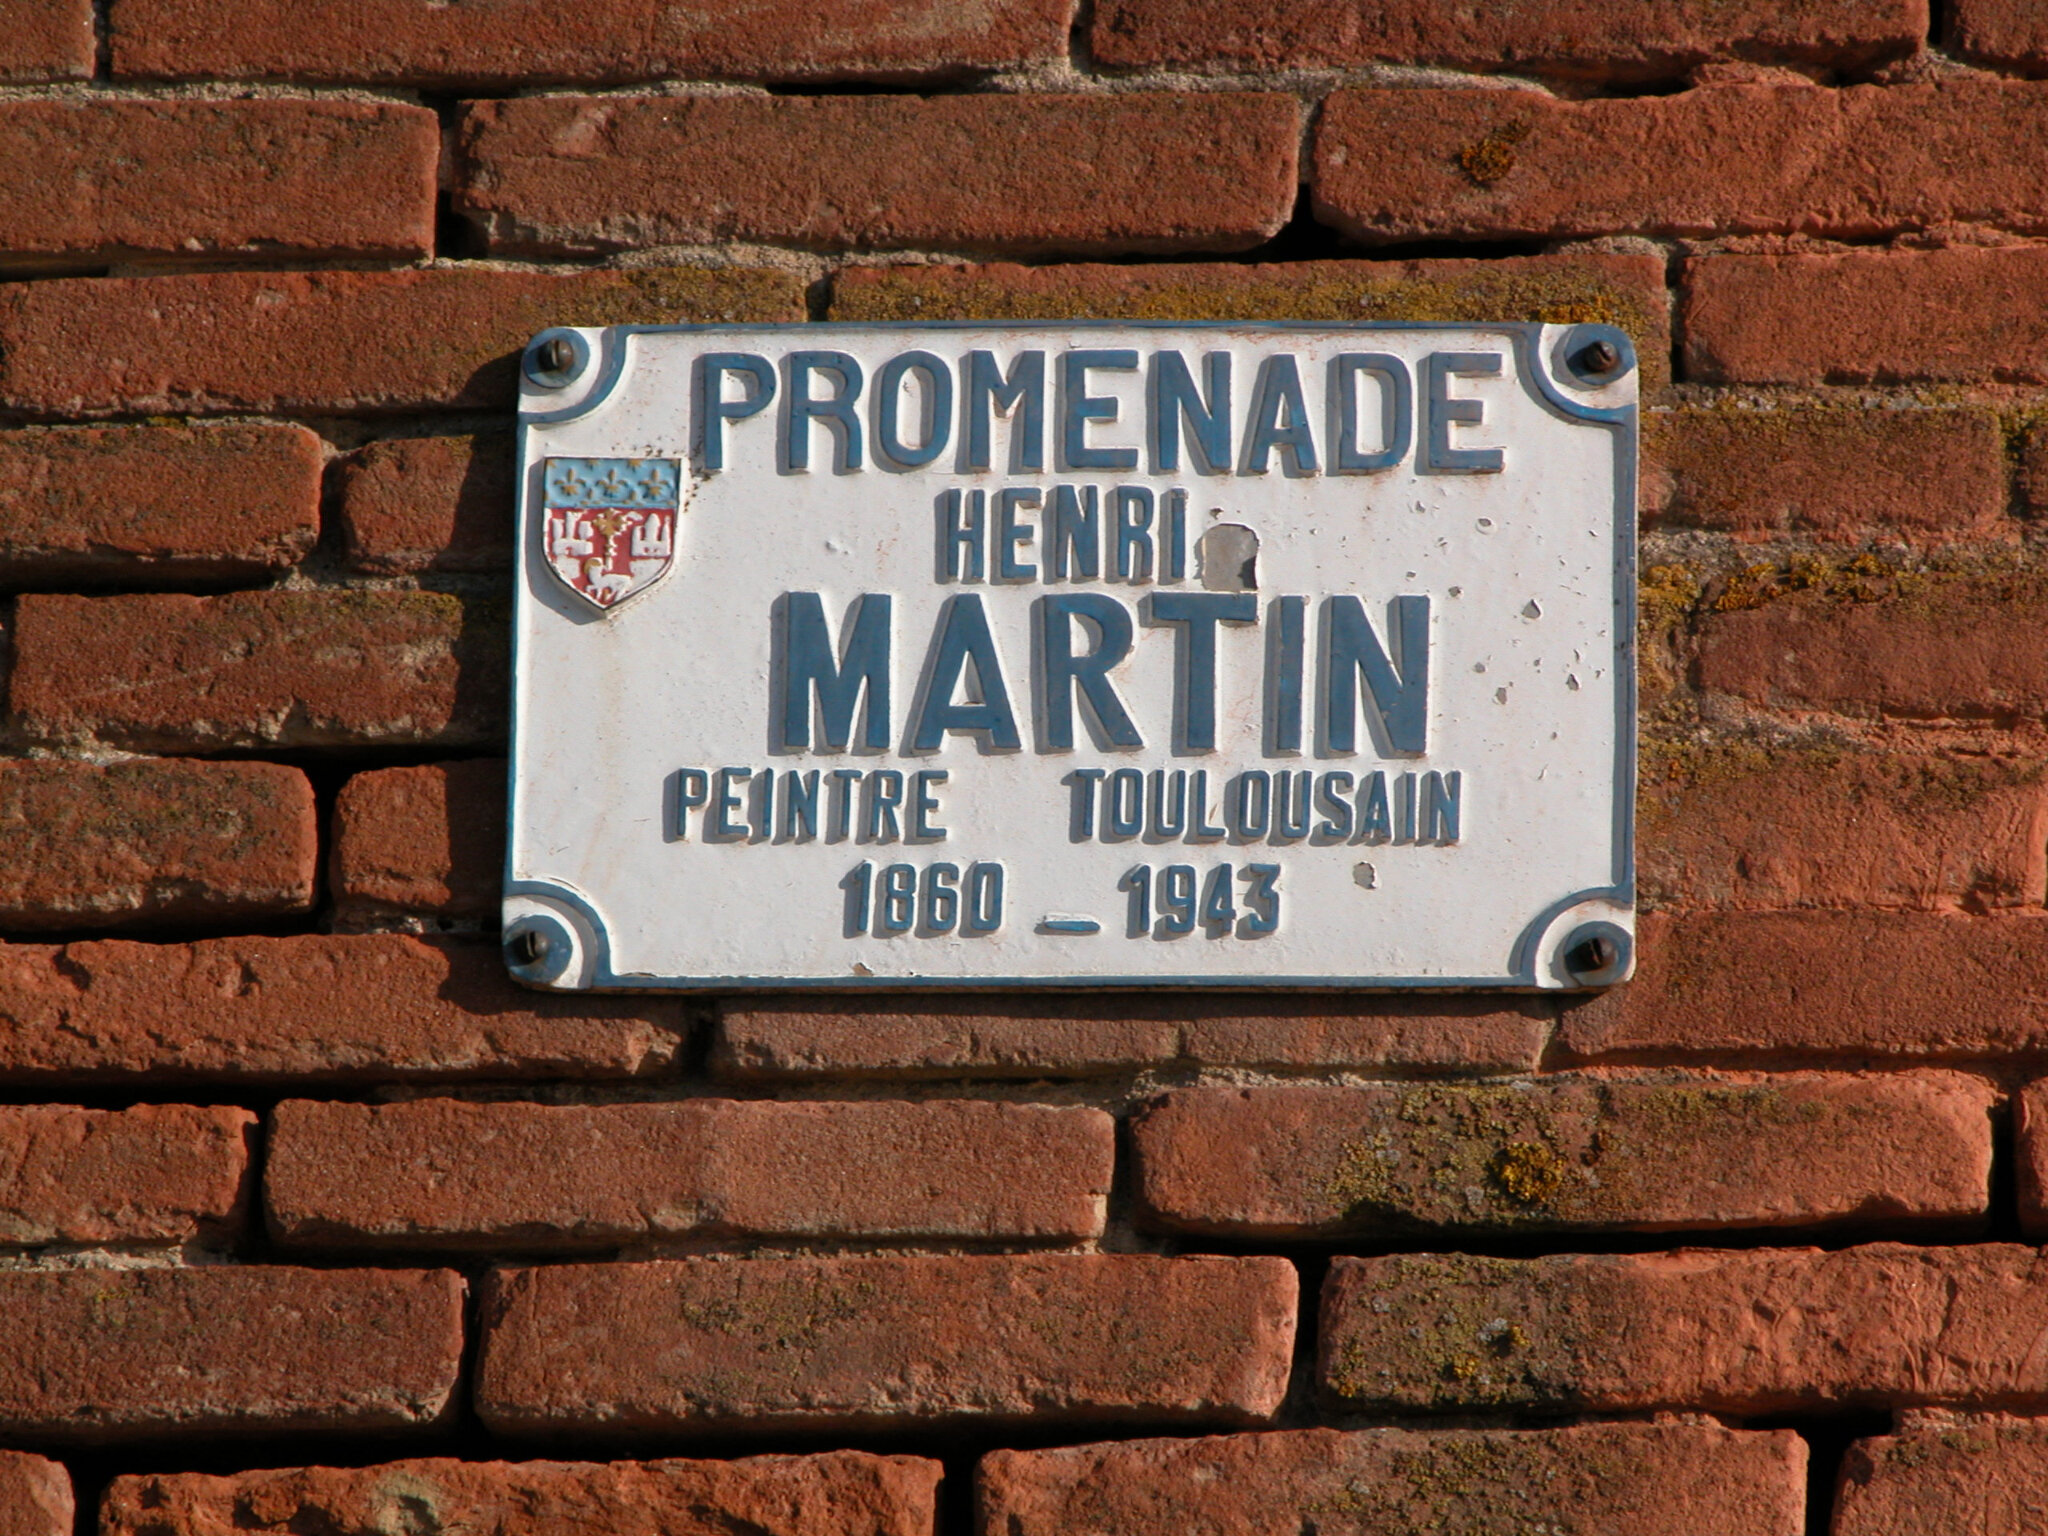 PROMENADE
HENRI
MARTIN
PEINTRE TOULOUSAIN
1860 - 1943